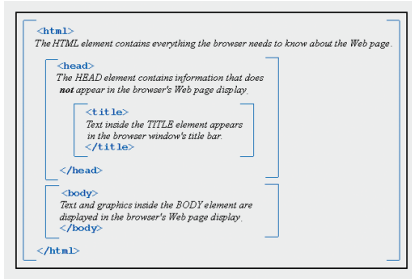 <html>
The HTML element contains everything the browser needs to know about the Web page.
<head>
The HEAD element contains information that does
not appear in the browser's Web page display.
<title>
Text inside the TITLE element appears
in the browser window's title bar.
</title>
</head>
<body>
Text and graphics inside the BODY element are
displayed in the browser's Web page display.
</body>
</html>